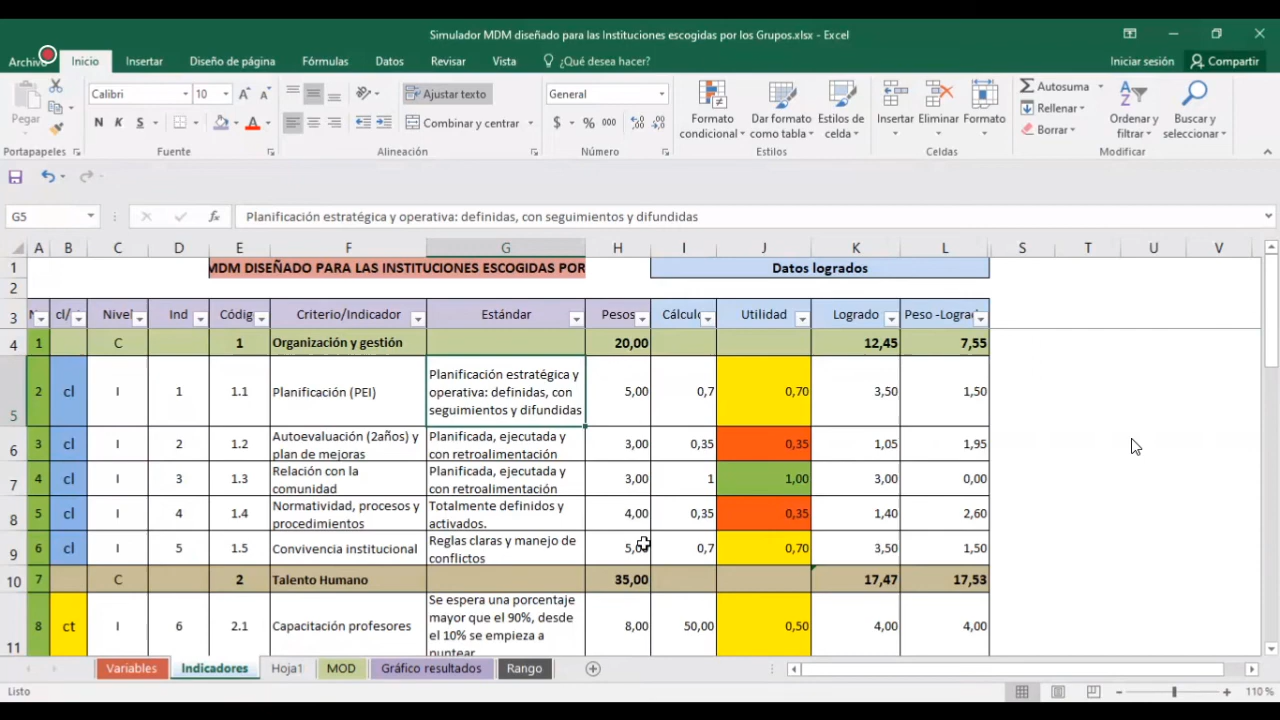 Simulador MDM diseñado para las Instituciones escogidas por los Grupos.xlsx - Excel
Archivo Inicio Insertar Diseño de página Fórmulas Datos Revisar Vista ¿Qué desea hacer? Iniciar sesión Compartir
Pegar
Portapapeles
Calibri 10
N K S
Fuente
Ajustar texto
Combinar y centrar
Alineación
General
$ % 000
Número
Formato condicional
Dar formato como tabla
Estilos de celda
Estilos
Insertar Eliminar Formato
Celdas
Autosuma
Rellenar
Borrar
Ordenar y filtrar
Buscar y seleccionar
Modificar
G5 fx Planificación estratégica y operativa: definidas, con seguimientos y difundidas
A B C D E F G H I J K L S T U V
1 MDM DISEÑADO PARA LAS INSTITUCIONES ESCOGIDAS POR Datos logrados
2
3 N cl/ Nivel Ind Códig Criterio/Indicador Estándar Pesos Cálculo Utilidad Logrado Peso -Lograd
4 1 C 1 Organización y gestión 20,00 12,45 7,55
5 2 cl I 1 1.1 Planificación (PEI) Planificación estratégica y operativa: definidas, con seguimientos y difundidas 5,00 0,7 0,70 3,50 1,50
6 3 cl I 2 1.2 Autoevaluación (2años) y plan de mejoras Planificada, ejecutada y con retroalimentación 3,00 0,35 0,35 1,05 1,95
7 4 cl I 3 1.3 Relación con la comunidad Planificada, ejecutada y con retroalimentación 3,00 1 1,00 3,00 0,00
8 5 cl I 4 1.4 Normatividad, procesos y procedimientos Totalmente definidos y activados. 4,00 0,35 0,35 1,40 2,60
9 6 cl I 5 1.5 Convivencia institucional Reglas claras y manejo de conflictos 5,00 0,7 0,70 3,50 1,50
10 7 C 2 Talento Humano 35,00 17,47 17,53
11 8 ct I 6 2.1 Capacitación profesores Se espera una porcentaje mayor que el 90%, desde el 10% se empieza a puntear 8,00 50,00 0,50 4,00 4,00
Variables Indicadores Hoja1 MOD Gráfico resultados Rango
Listo 110 %